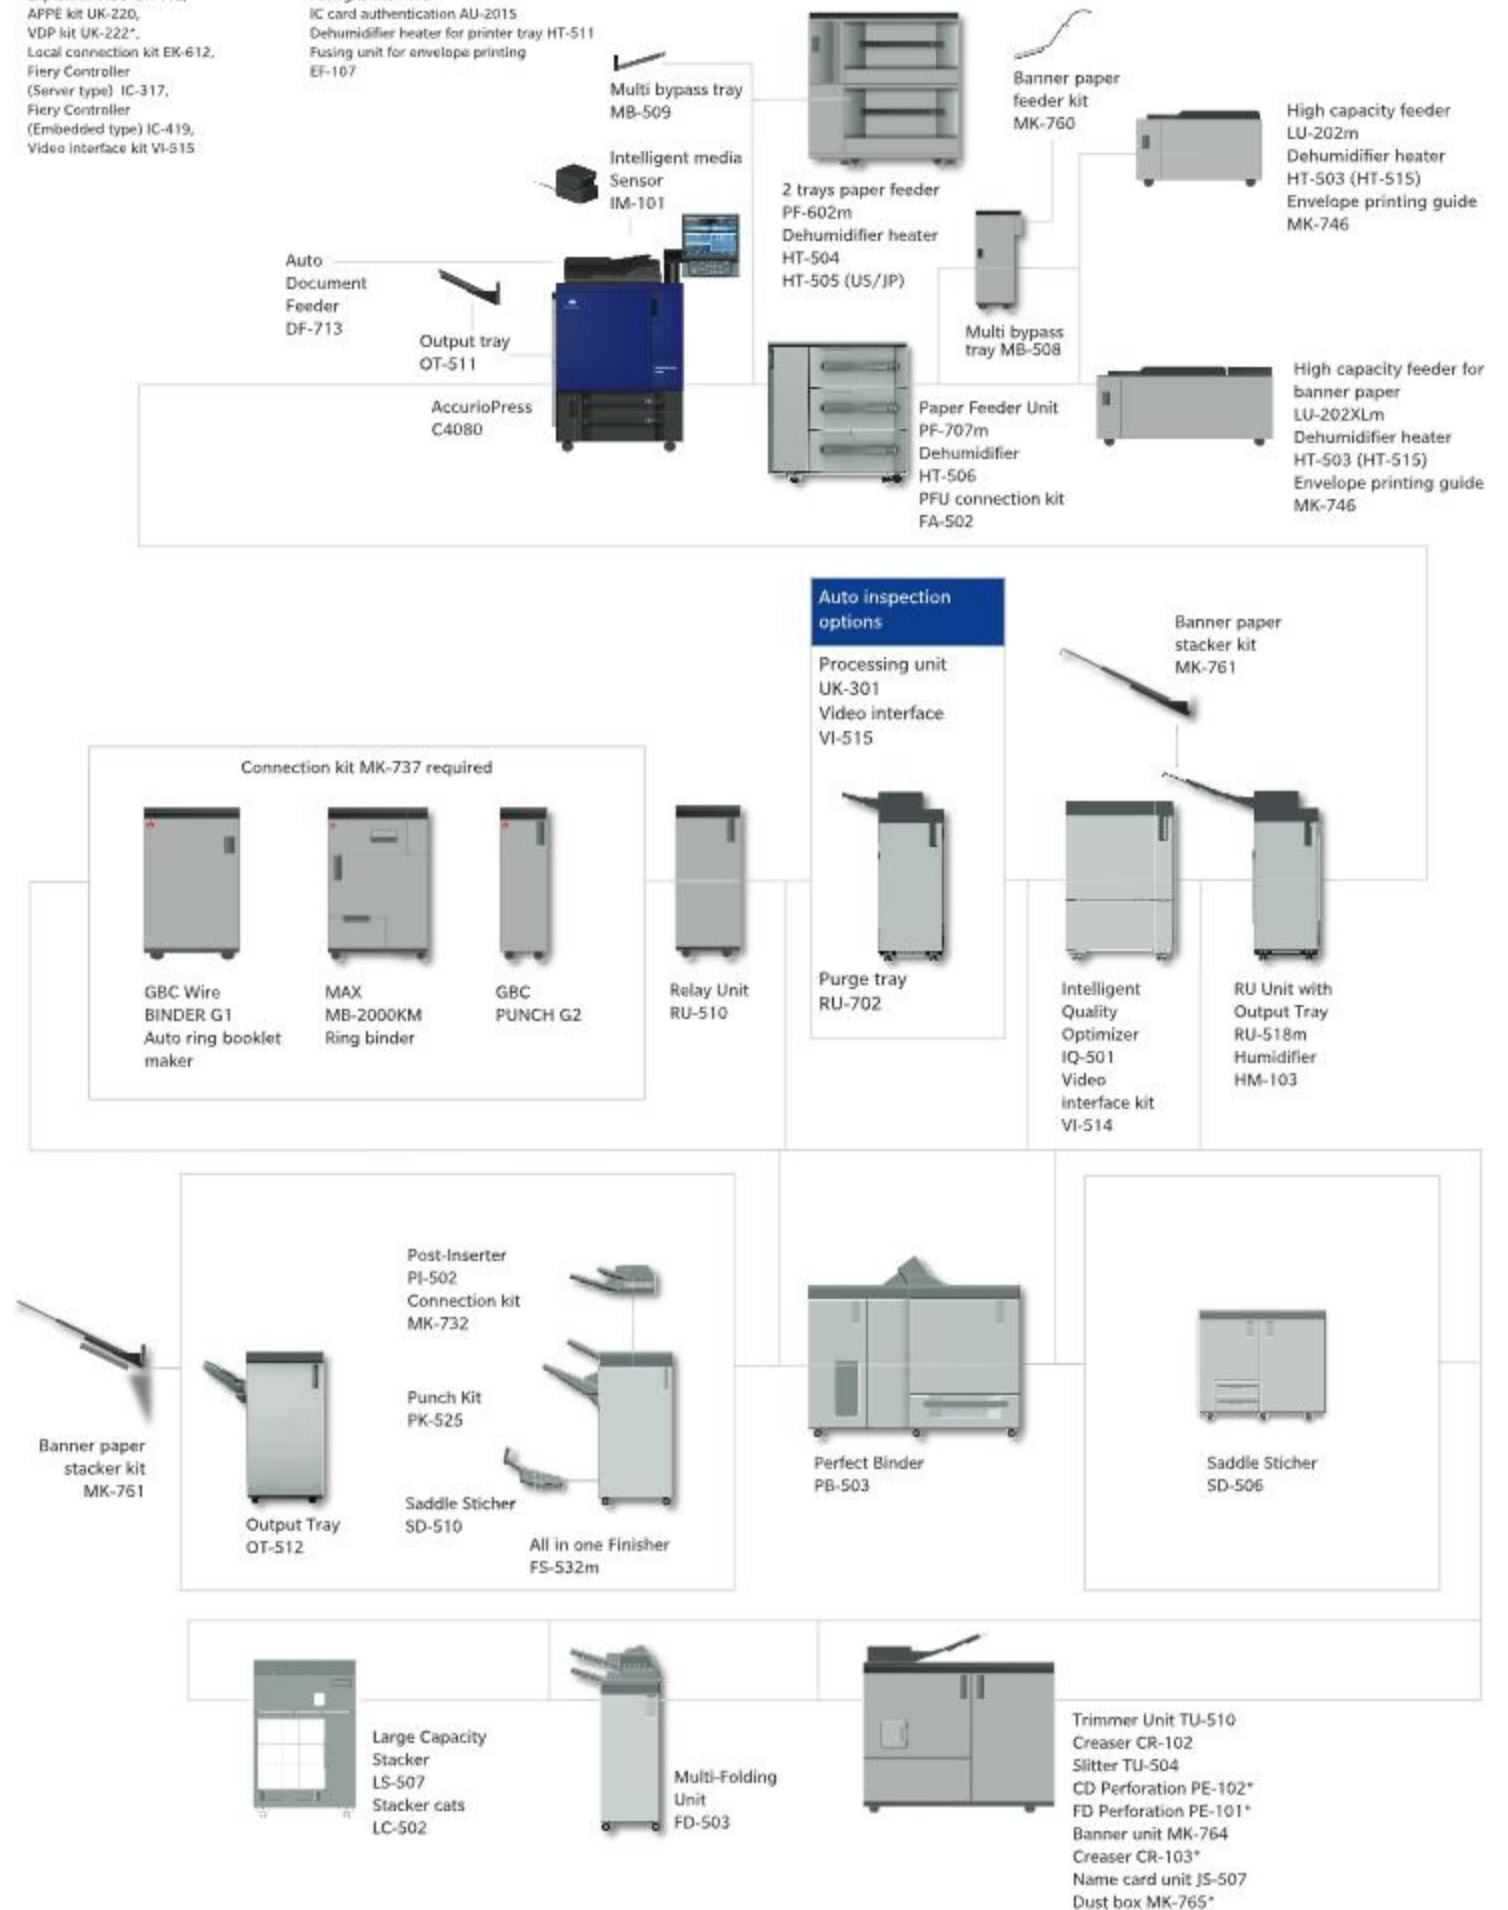 APPE kit UK-220,
VDP kit UK-222*,
Local connection kit EK-612,
Fiery Controller
(Server type) IC-317,
Fiery Controller
(Embedded type) IC-419,
Video interface kit VI-515
IC card authentication AU-2015
Dehumidifier heater for printer tray HT-511
Fusing unit for envelope printing
EF-107
Multi bypass tray
MB-509
Intelligent media
Sensor
IM-101
Auto
Document
Feeder
DF-713
Output tray
OT-511
AccurioPress
C4080
2 trays paper feeder
PF-602m
Dehumidifier heater
HT-504
HT-505 (US/JP)
Banner paper
feeder kit
MK-760
Multi bypass
tray MB-508
High capacity feeder
LU-202m
Dehumidifier heater
HT-503 (HT-515)
Envelope printing guide
MK-746
Paper Feeder Unit
PF-707m
Dehumidifier
HT-506
PFU connection kit
FA-502
High capacity feeder for
banner paper
LU-202XLm
Dehumidifier heater
HT-503 (HT-515)
Envelope printing guide
MK-746
Auto inspection
options
Processing unit
UK-301
Video interface
VI-515
Purge tray
RU-702
Banner paper
stacker kit
MK-761
Connection kit MK-737 required
GBC Wire
BINDER G1
Auto ring booklet
maker
MAX
MB-2000KM
Ring binder
GBC
PUNCH G2
Relay Unit
RU-510
Intelligent
Quality
Optimizer
IQ-501
Video
interface kit
VI-514
RU Unit with
Output Tray
RU-518m
Humidifier
HM-103
Banner paper
stacker kit
MK-761
Output Tray
OT-512
Post-Inserter
PI-502
Connection kit
MK-732
Punch Kit
PK-525
Saddle Sticher
SD-510
All in one Finisher
FS-532m
Perfect Binder
PB-503
Saddle Sticher
SD-506
Large Capacity
Stacker
LS-507
Stacker cats
LC-502
Multi-Folding
Unit
FD-503
Trimmer Unit TU-510
Creaser CR-102
Slitter TU-504
CD Perforation PE-102*
FD Perforation PE-101*
Banner unit MK-764
Creaser CR-103*
Name card unit JS-507
Dust box MK-765*